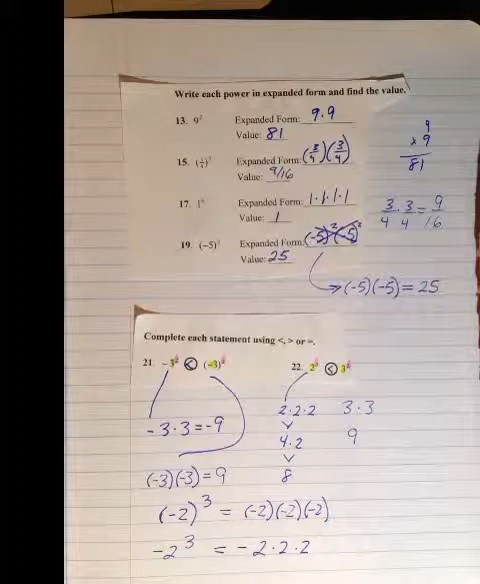 Write each power in expanded form and find the value.
13. 9² Expanded Form: 9·9
Value: 81
9
x 9
81
15. (3/4)² Expanded Form: (3/4)(3/4)
Value: 9/16
17. 1⁴ Expanded Form: 1·1·1·1
Value: 1
3/4 · 3/4 = 9/16
19. (-5)² Expanded Form:
Value: 25
→(-5)(-5) = 25
Complete each statement using <, > or =.
21. -3² < (-3)² 22. 2³ < 3²
2·2·2 3·3
-3·3=-9
4·2 9
(-3)(-3) = 9 8
(-2)³ = (-2)(-2)(-2)
-2³ = -2·2·2